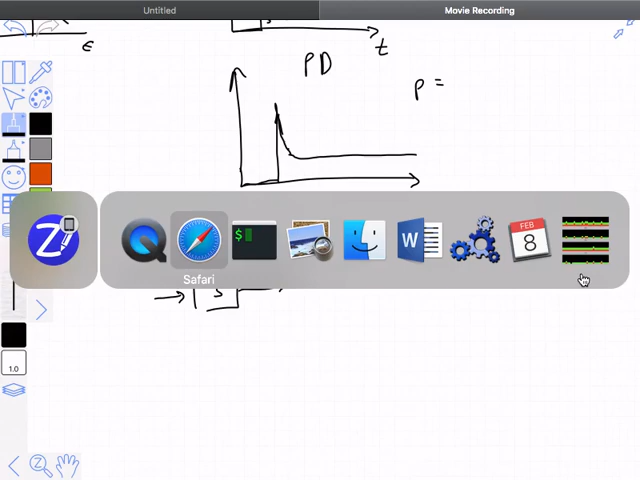 Untitled
Movie Recording
ε
t
PD
p =
Z
$
W
FEB
8
Safari
S
1.0
Z